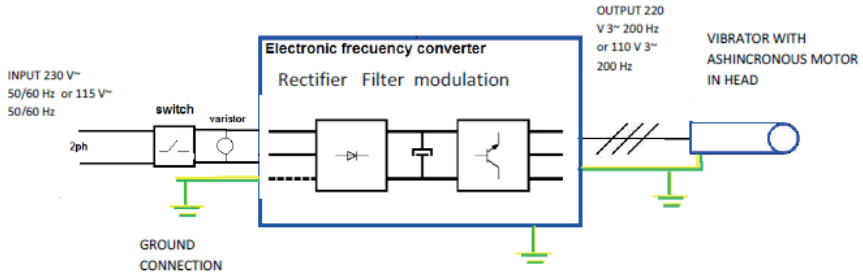 INPUT 230 V~
50/60 Hz or 115 V~
50/60 Hz
switch
varistor
2ph
GROUND
CONNECTION
Electronic frecuency converter
Rectifier Filter modulation
OUTPUT 220
V 3~ 200 Hz
or 110 V 3~
200 Hz
VIBRATOR WITH
ASHINCRONOUS MOTOR
IN HEAD